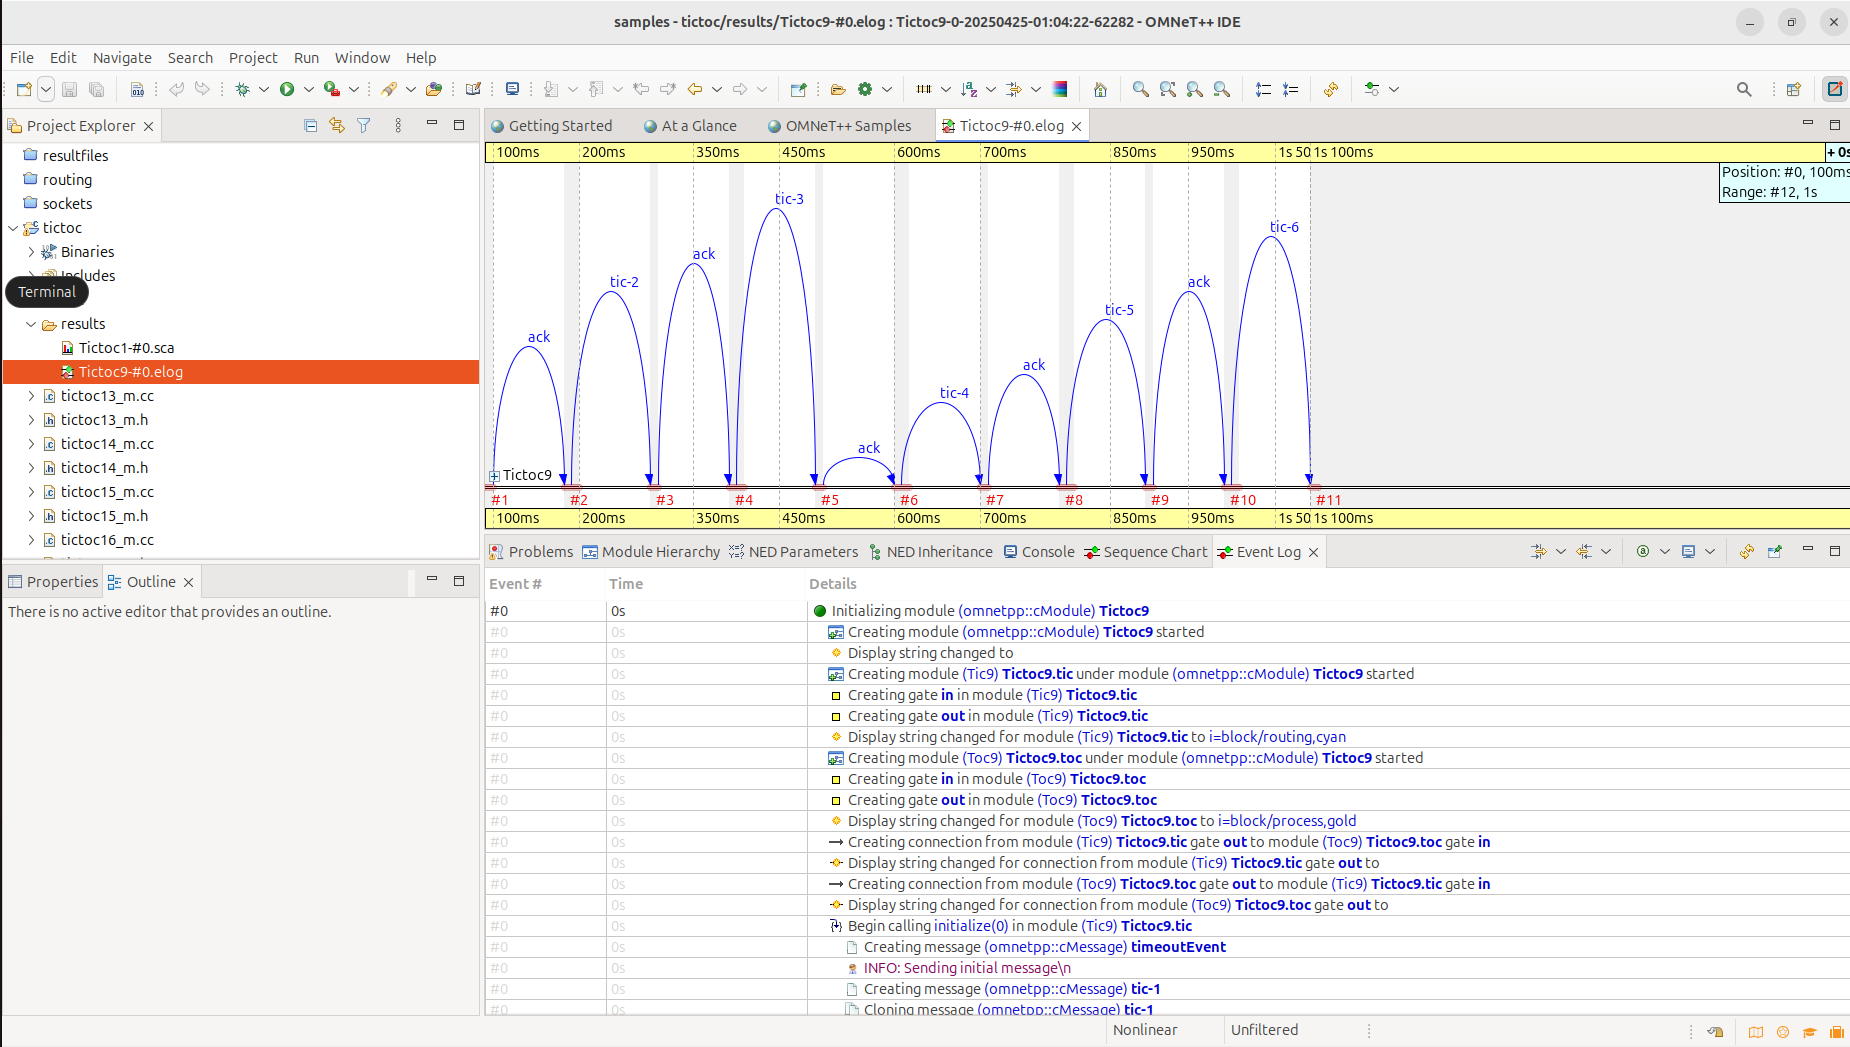 samples - tictoc/results/Tictoc9-#0.elog : Tictoc9-0-20250425-01:04:22-62282 - OMNeT++ IDE
File Edit Navigate Search Project Run Window Help
Project Explorer
resultfiles
routing
sockets
tictoc
Binaries
Includes
Terminal
results
Tictoc1-#0.sca
Tictoc9-#0.elog
tictoc13_m.cc
tictoc13_m.h
tictoc14_m.cc
tictoc14_m.h
tictoc15_m.cc
tictoc15_m.h
tictoc16_m.cc
Properties Outline
There is no active editor that provides an outline.
Getting Started At a Glance OMNeT++ Samples Tictoc9-#0.elog
100ms 200ms 350ms 450ms 600ms 700ms 850ms 950ms 1s 50 1s 100ms + 0s
Position: #0, 100ms
Range: #12, 1s
tic-3
tic-6
ack
tic-2 ack
tic-5
ack
ack
tic-4
ack
Tictoc9
#1 #2 #3 #4 #5 #6 #7 #8 #9 #10 #11
100ms 200ms 350ms 450ms 600ms 700ms 850ms 950ms 1s 50 1s 100ms
Problems Module Hierarchy NED Parameters NED Inheritance Console Sequence Chart Event Log
Event # Time Details
#0 0s Initializing module (omnetpp::cModule) Tictoc9
#0 0s Creating module (omnetpp::cModule) Tictoc9 started
#0 0s Display string changed to
#0 0s Creating module (Tic9) Tictoc9.tic under module (omnetpp::cModule) Tictoc9 started
#0 0s Creating gate in in module (Tic9) Tictoc9.tic
#0 0s Creating gate out in module (Tic9) Tictoc9.tic
#0 0s Display string changed for module (Tic9) Tictoc9.tic to i=block/routing,cyan
#0 0s Creating module (Toc9) Tictoc9.toc under module (omnetpp::cModule) Tictoc9 started
#0 0s Creating gate in in module (Toc9) Tictoc9.toc
#0 0s Creating gate out in module (Toc9) Tictoc9.toc
#0 0s Display string changed for module (Toc9) Tictoc9.toc to i=block/process,gold
#0 0s Creating connection from module (Tic9) Tictoc9.tic gate out to module (Toc9) Tictoc9.toc gate in
#0 0s Display string changed for connection from module (Tic9) Tictoc9.tic gate out to
#0 0s Creating connection from module (Toc9) Tictoc9.toc gate out to module (Tic9) Tictoc9.tic gate in
#0 0s Display string changed for connection from module (Toc9) Tictoc9.toc gate out to
#0 0s Begin calling initialize(0) in module (Tic9) Tictoc9.tic
#0 0s Creating message (omnetpp::cMessage) timeoutEvent
#0 0s INFO: Sending initial message\n
#0 0s Creating message (omnetpp::cMessage) tic-1
#0 0s Cloning message (omnetpp::cMessage) tic-1
Nonlinear Unfiltered